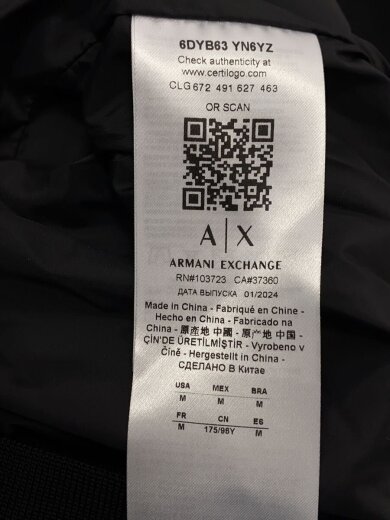 6DYB63 YN6YZ
Check authenticity at
www.certilogo.com
CLG 672 491 627 463
OR SCAN
A|X
ARMANI EXCHANGE
RN#103723 CA#37360
ДАТА ВЫПУСКА 01/2024
Made in China - Fabriqué en Chine -
Hecho en China - Fabricado na
China - 原産地 中國 - 原产地 中国 -
ÇİN'DE ÜRETİLMİŞTİR - Vyrobeno v
Číně - Hergestellt in China -
СДЕЛАНО В Китае
USA MEX BRA
M M M
FR CN ES
M 175/96Y M